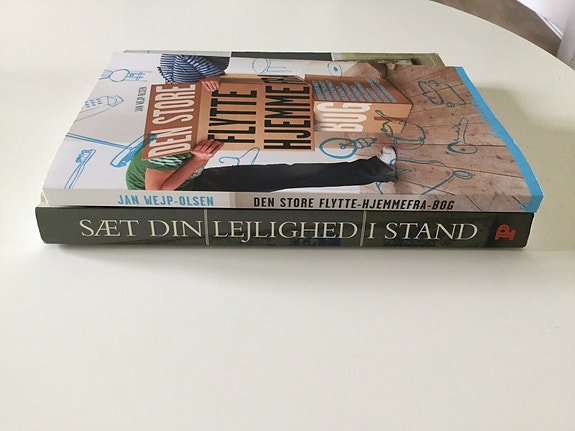 DEN STORE
FLYTTE
HJEMMEFRA
BOG
JAN WEJP-OLSEN
JAN WEJP-OLSEN DEN STORE FLYTTE-HJEMMEFRA-BOG
SÆT DIN LEJLIGHED I STAND
P